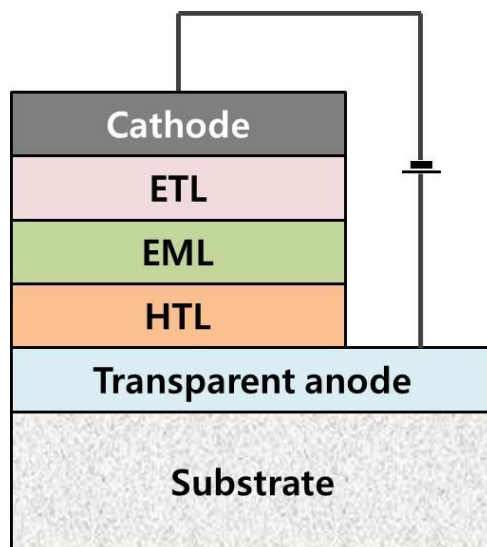 Cathode
ETL
EML
HTL
Transparent anode
Substrate